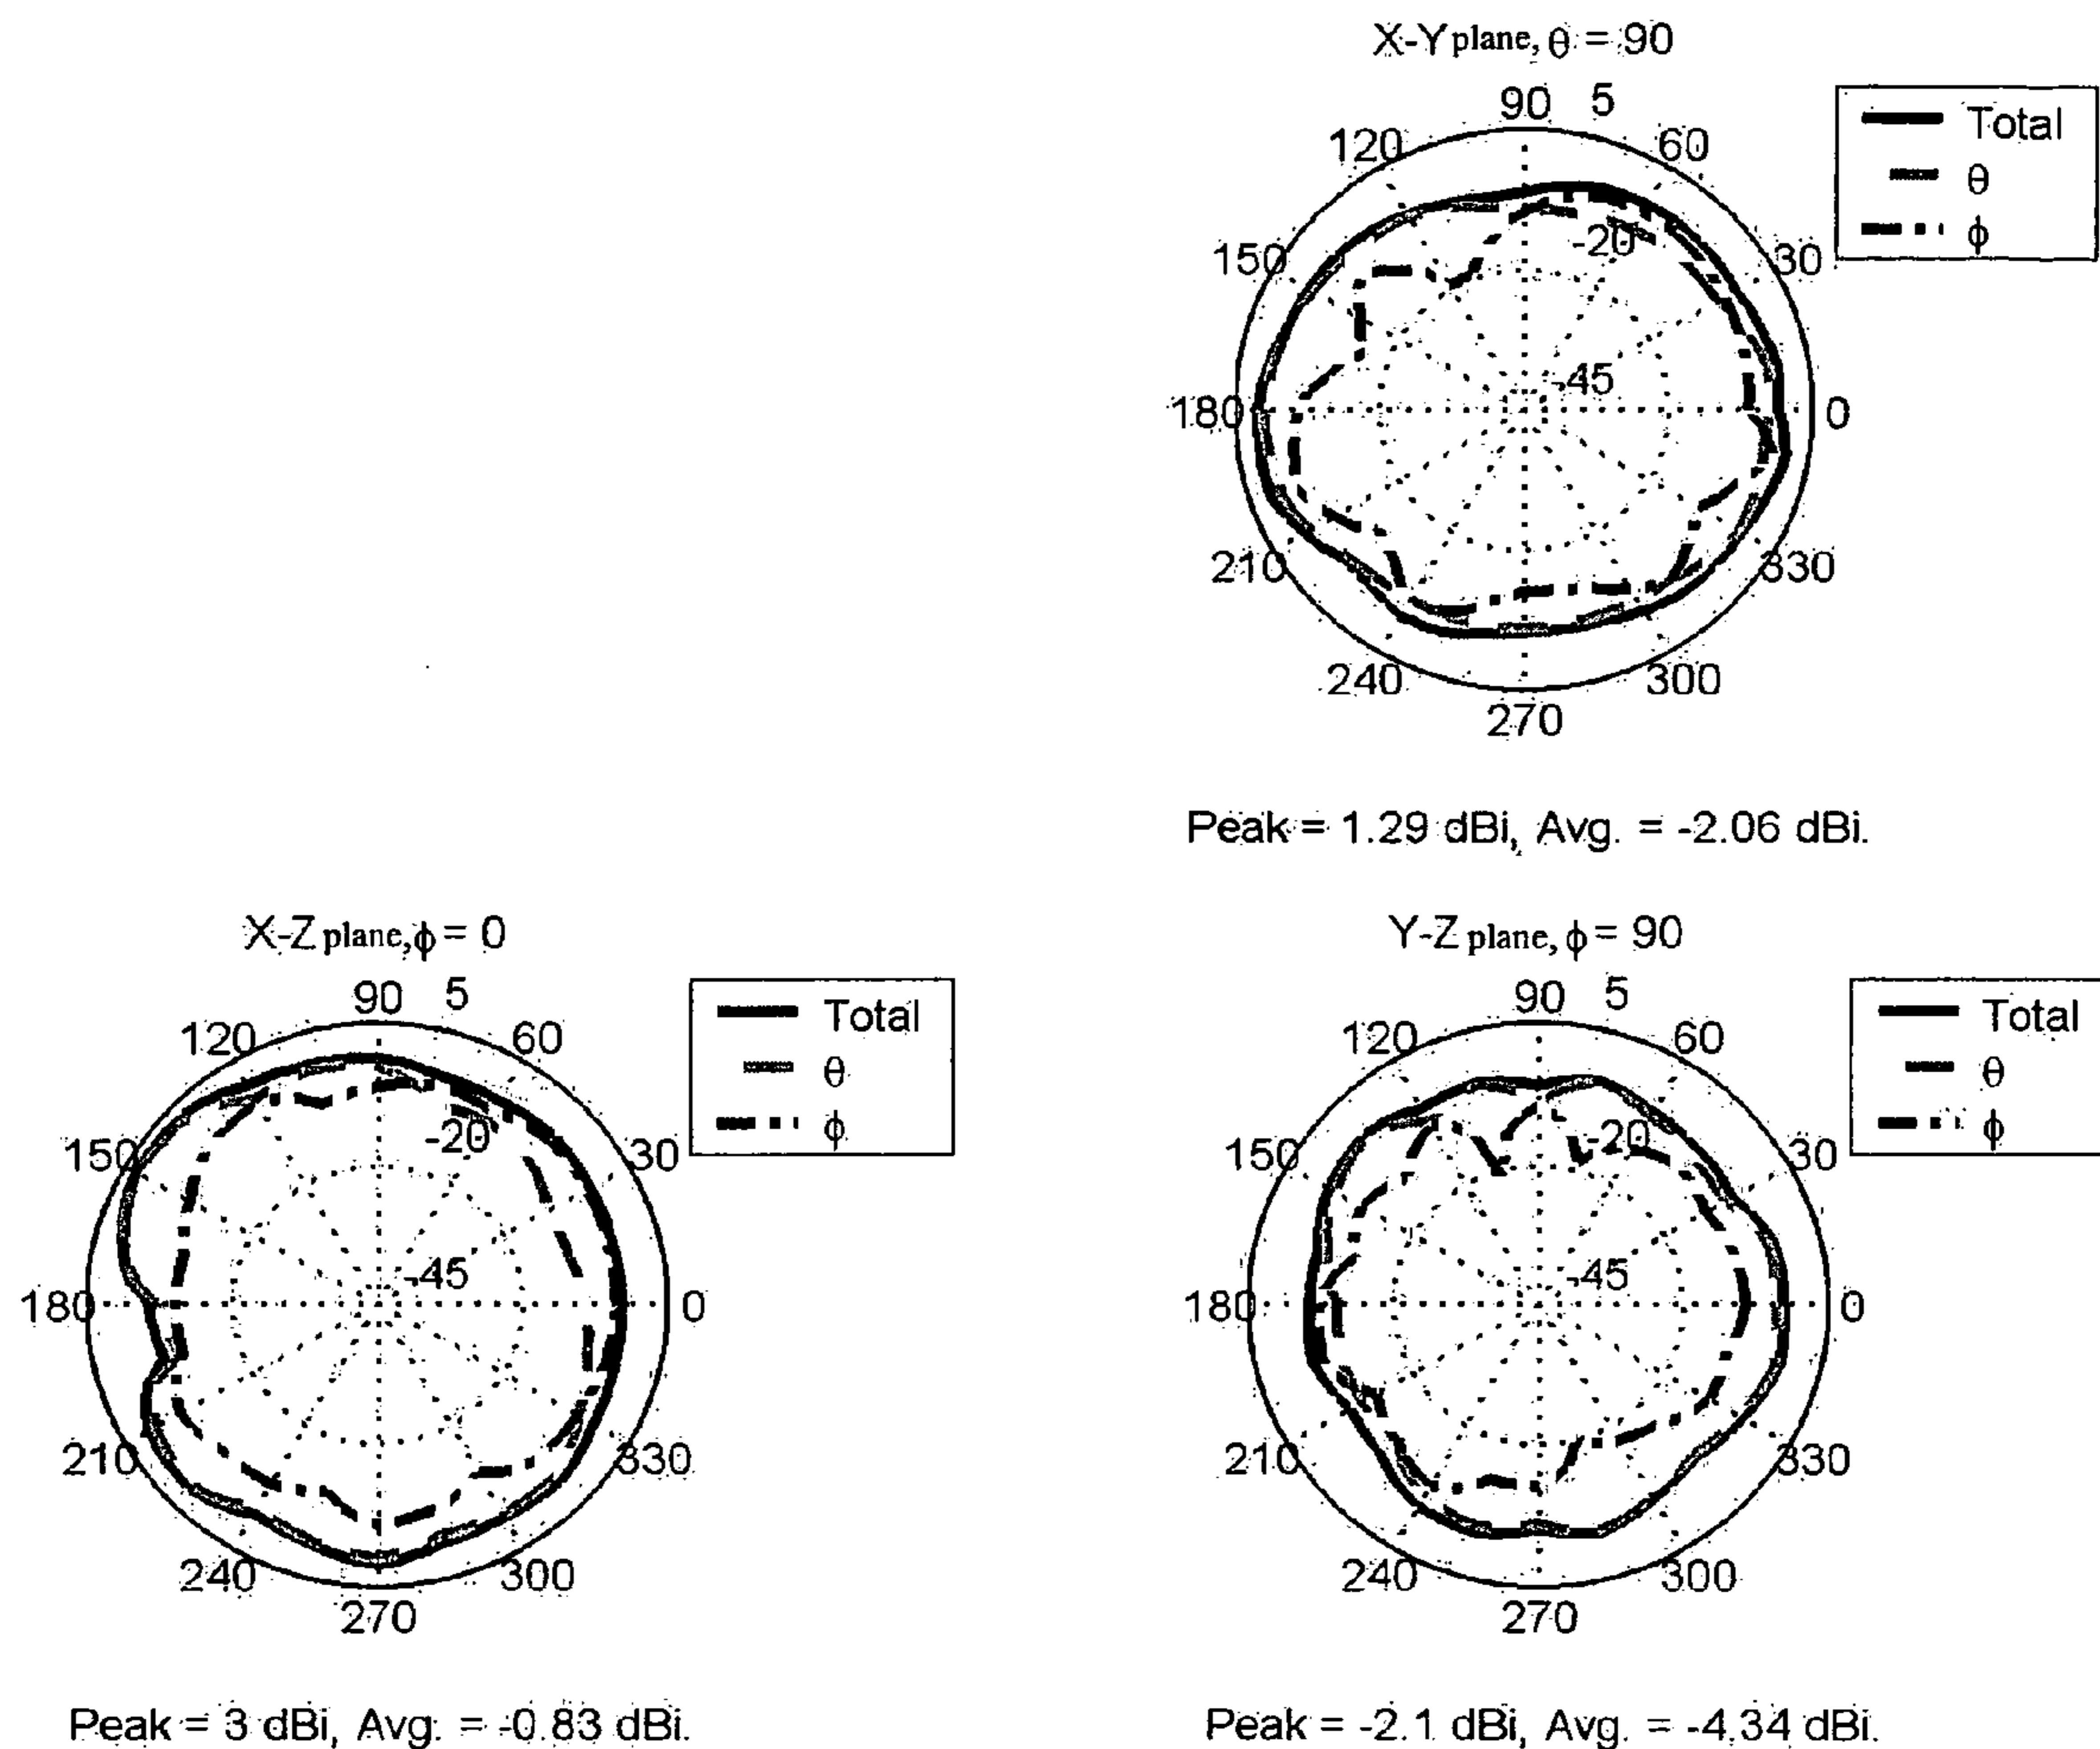 X-Y plane, θ = 90
90 5
120 60
Total
θ
ϕ
150 -20 30
-45
180 0
210 330
240 300
270
Peak = 1.29 dBi, Avg. = -2.06 dBi.
X-Z plane, ϕ = 0
90 5
120 60
Total
θ
ϕ
150 -20 30
-45
180 0
210 330
240 300
270
Peak = 3 dBi, Avg. = -0.83 dBi.
Y-Z plane, ϕ = 90
90 5
120 60
Total
θ
ϕ
150 -20 30
-45
180 0
210 330
240 300
270
Peak = -2.1 dBi, Avg. = -4.34 dBi.